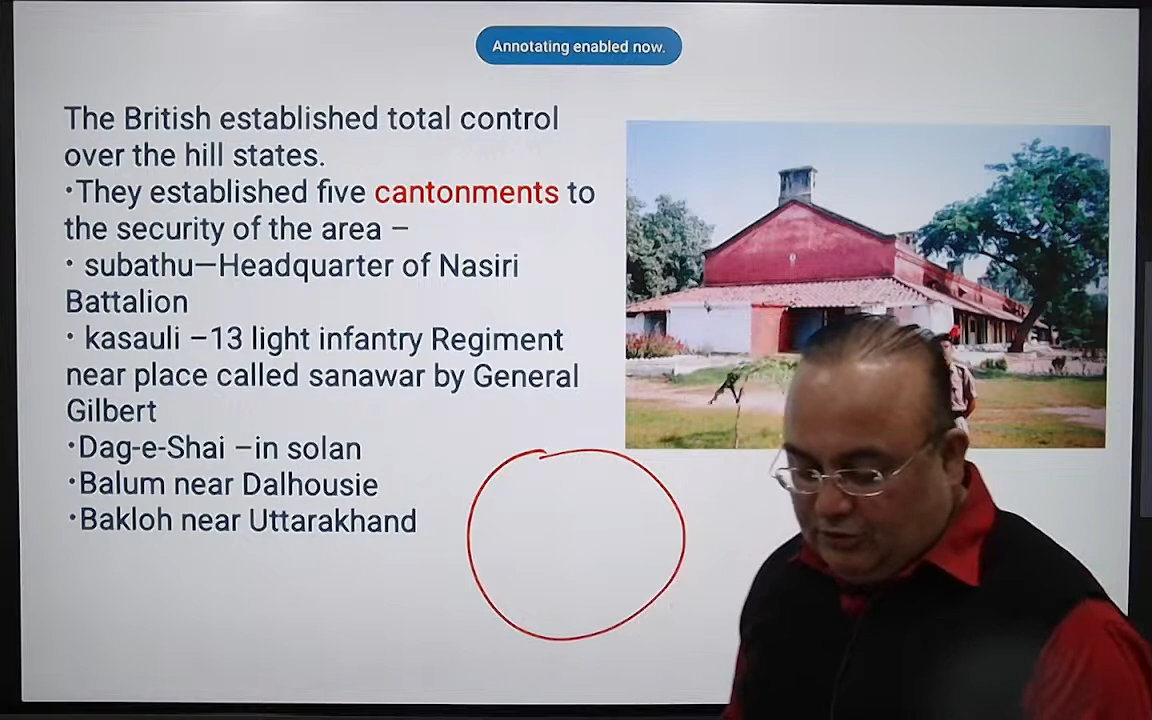 Annotating enabled now.
The British established total control
over the hill states.
•They established five cantonments to
the security of the area –
• subathu–Headquarter of Nasiri
Battalion
• kasauli –13 light infantry Regiment
near place called sanawar by General
Gilbert
•Dag-e-Shai –in solan
•Balum near Dalhousie
•Bakloh near Uttarakhand